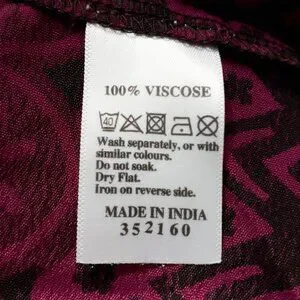 100% VISCOSE
40
Wash separately, or with
similar colours.
Do not soak.
Dry Flat.
Iron on reverse side.
MADE IN INDIA
352160